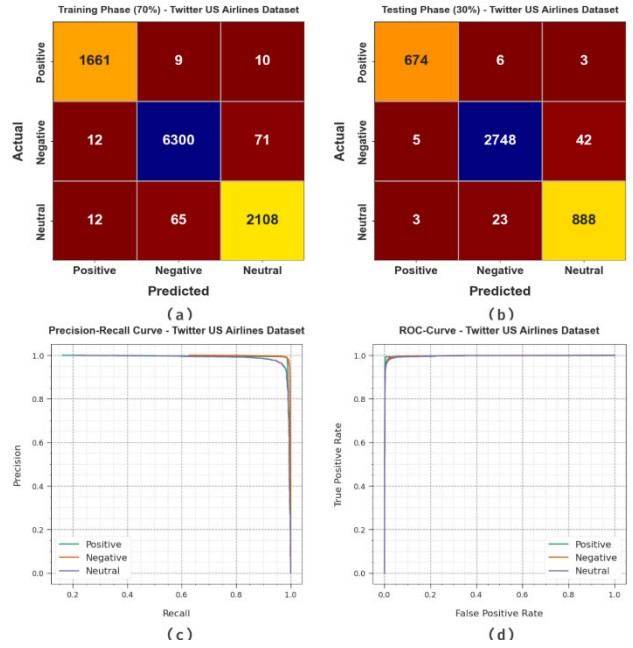 Training Phase (70%) - Twitter US Airlines Dataset
Actual
Positive
Negative
Neutral
1661 9 10
12 6300 71
12 65 2108
Positive Negative Neutral
Predicted
(a)
Testing Phase (30%) - Twitter US Airlines Dataset
Actual
Positive
Negative
Neutral
674 6 3
5 2748 42
3 23 888
Positive Negative Neutral
Predicted
(b)
Precision-Recall Curve - Twitter US Airlines Dataset
Precision
1.0
0.8
0.6
0.4
0.2
0.0
Positive
Negative
Neutral
0.2 0.4 0.6 0.8 1.0
Recall
(c)
ROC-Curve - Twitter US Airlines Dataset
True Positive Rate
1.0
0.8
0.6
0.4
0.2
0.0
Positive
Negative
Neutral
0.0 0.2 0.4 0.6 0.8 1.0
False Positive Rate
(d)